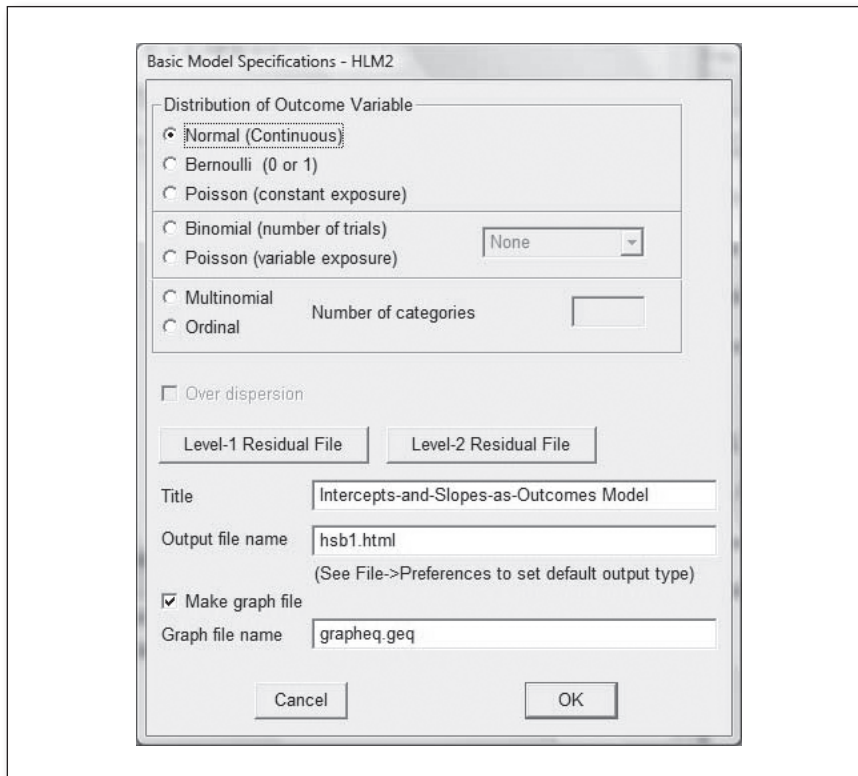 Basic Model Specifications - HLM2
Distribution of Outcome Variable
Normal (Continuous)
Bernoulli (0 or 1)
Poisson (constant exposure)
Binomial (number of trials)
None
Poisson (variable exposure)
Multinomial
Number of categories
Ordinal
Over dispersion
Level-1 Residual File Level-2 Residual File
Title Intercepts-and-Slopes-as-Outcomes Model
Output file name hsb1.html
(See File->Preferences to set default output type)
Make graph file
Graph file name grapheq.geq
Cancel OK